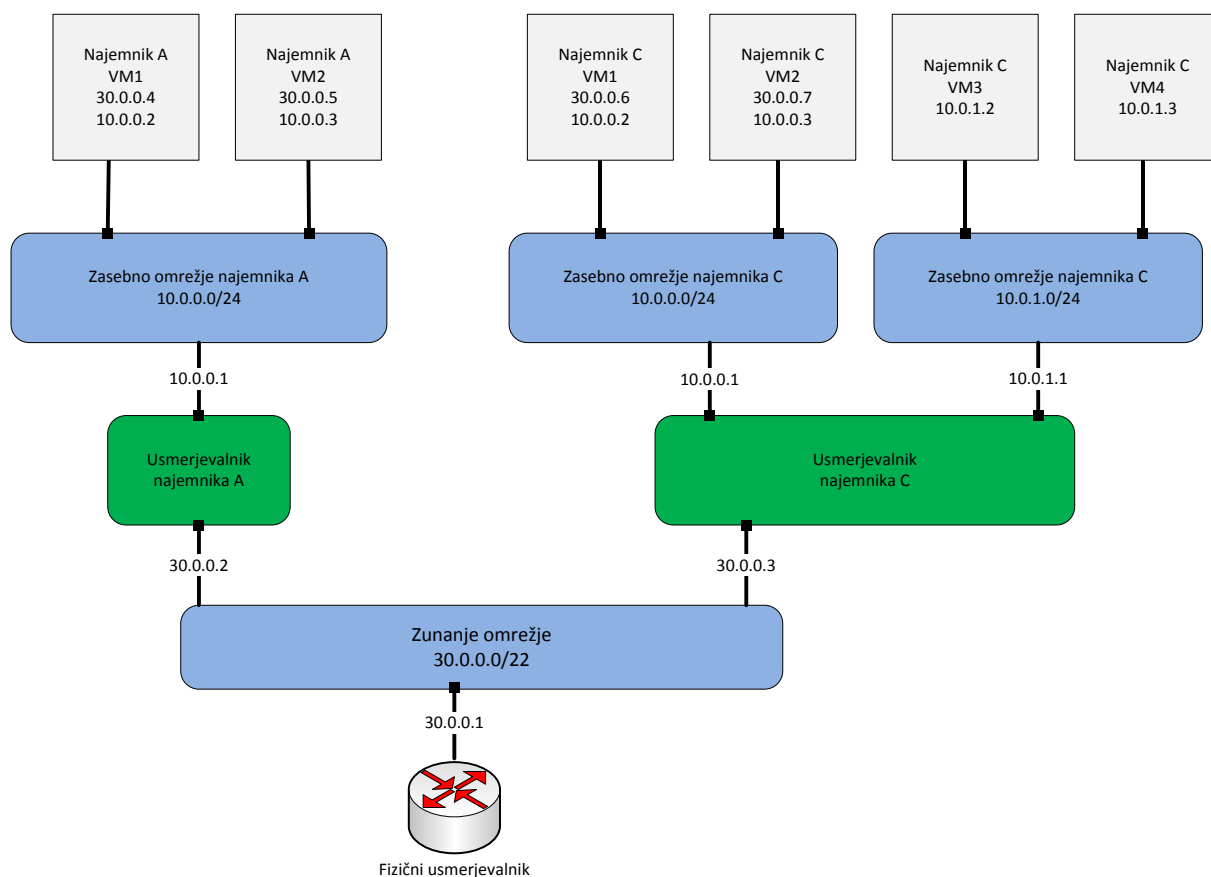 Najemnik A
VM1
30.0.0.4
10.0.0.2
Najemnik A
VM2
30.0.0.5
10.0.0.3
Najemnik C
VM1
30.0.0.6
10.0.0.2
Najemnik C
VM2
30.0.0.7
10.0.0.3
Najemnik C
VM3
10.0.1.2
Najemnik C
VM4
10.0.1.3
Zasebno omrežje najemnika A
10.0.0.0/24
Zasebno omrežje najemnika C
10.0.0.0/24
Zasebno omrežje najemnika C
10.0.1.0/24
10.0.0.1
10.0.0.1
10.0.1.1
Usmerjevalnik
najemnika A
Usmerjevalnik
najemnika C
30.0.0.2
30.0.0.3
Zunanje omrežje
30.0.0.0/22
30.0.0.1
Fizični usmerjevalnik